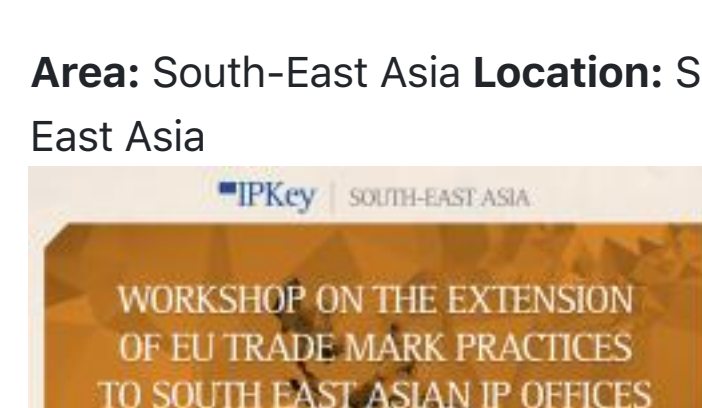 Area: South-East Asia Location: S
East Asia
IPKey | SOUTH-EAST ASIA
WORKSHOP ON THE EXTENSION
OF EU TRADE MARK PRACTICES
TO SOUTH EAST ASIAN IP OFFICES